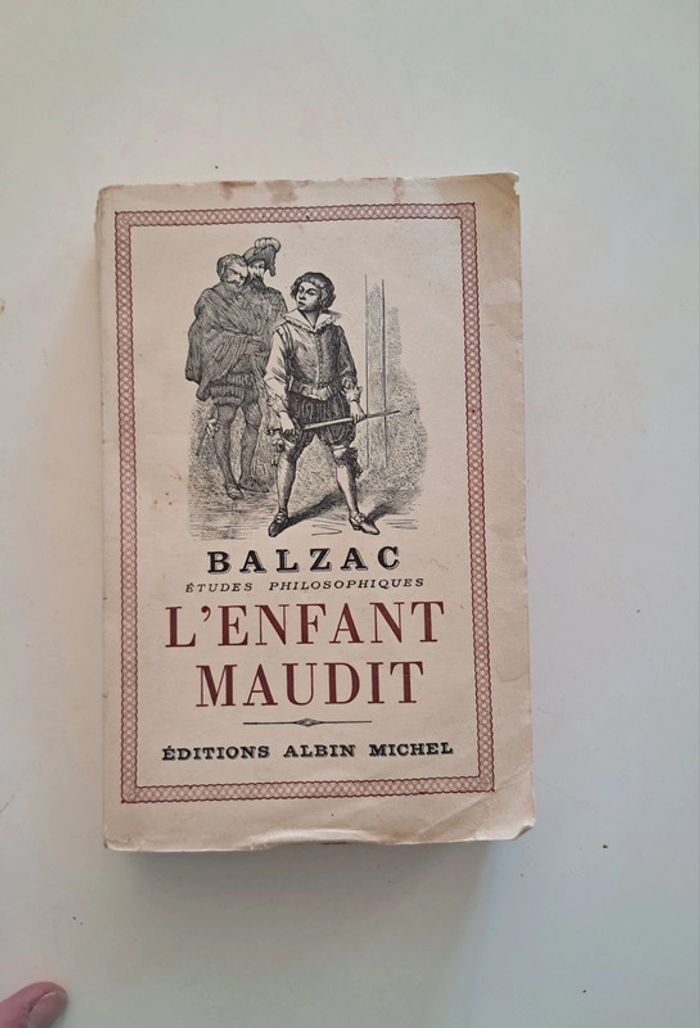 BALZAC
ÉTUDES PHILOSOPHIQUES
L'ENFANT
MAUDIT
ÉDITIONS ALBIN MICHEL